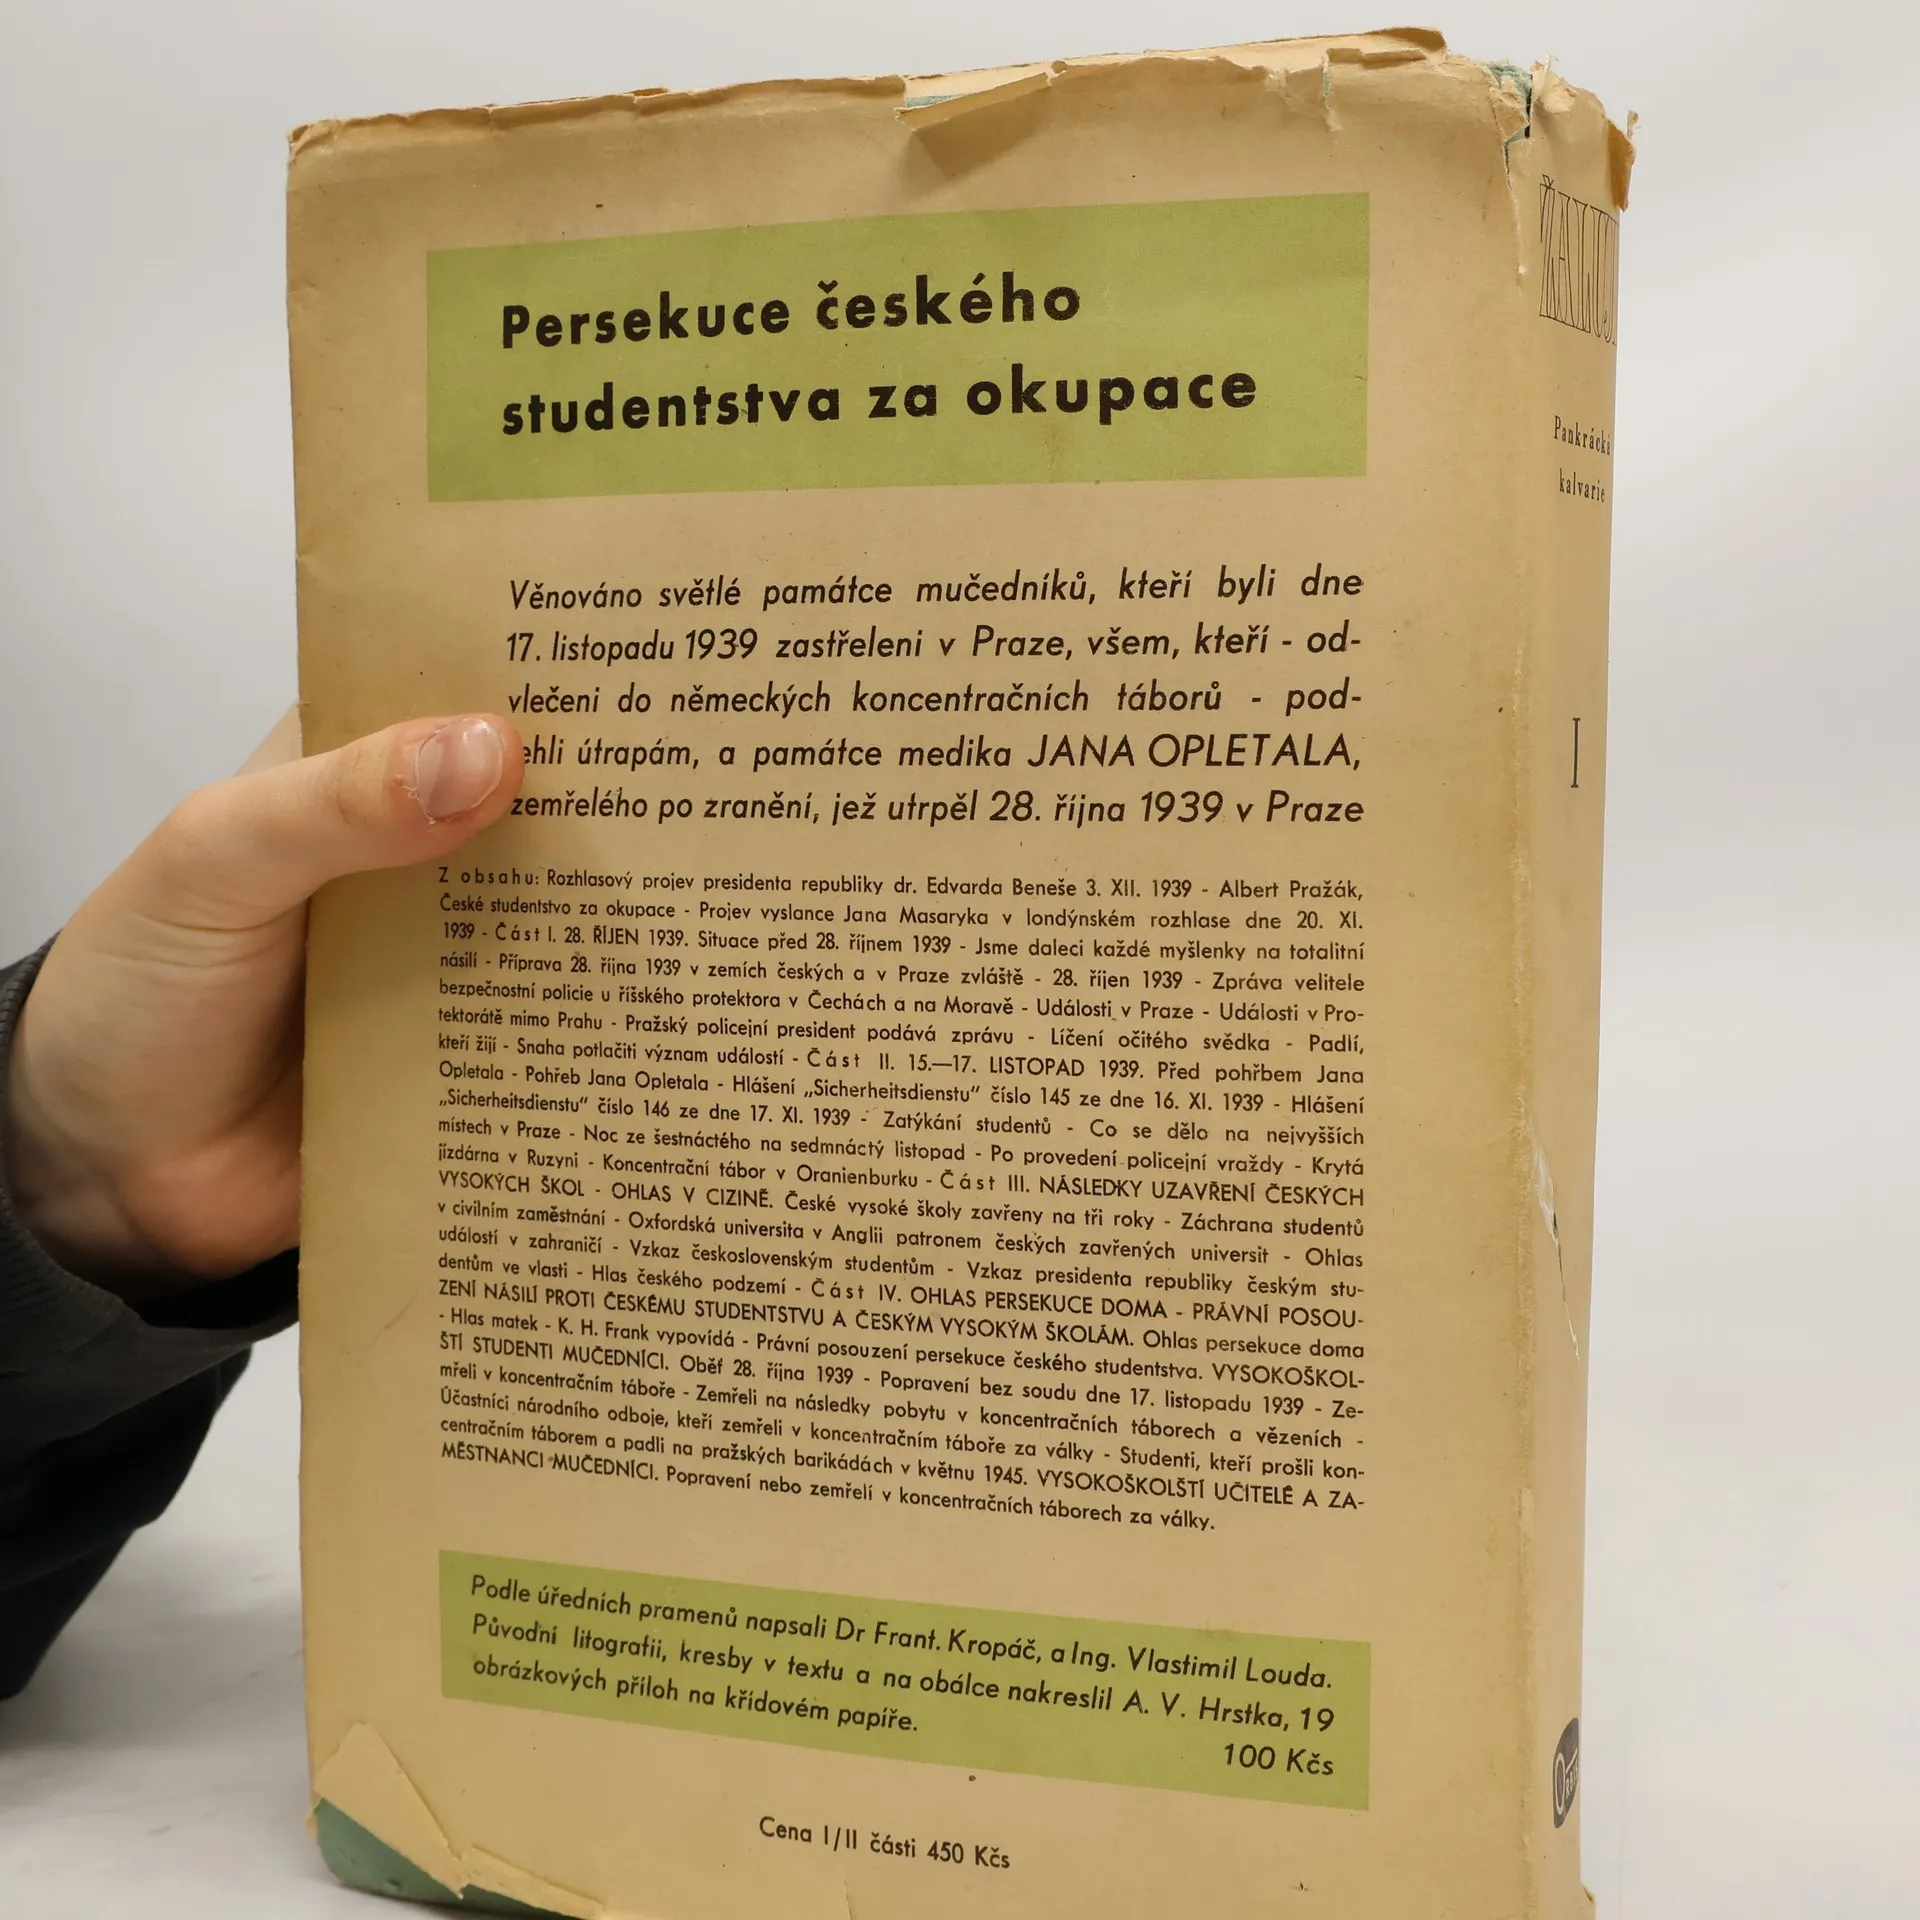 Persekuce českého
studentstva za okupace
Věnováno světlé památce mučedníků, kteří byli dne
17. listopadu 1939 zastřeleni v Praze, všem, kteří - od-
vlečeni do německých koncentračních táborů - pod-
ehli útrapám, a památce medika JANA OPLETALA,
zemřelého po zranění, jež utrpěl 28. října 1939 v Praze
Z obsahu: Rozhlasový projev presidenta republiky dr. Edvarda Beneše 3. XII. 1939 - Albert Pražák,
České studentstvo za okupace - Projev vyslance Jana Masaryka v londýnském rozhlase dne 20. XI.
1939 - Část I. 28. ŘÍJEN 1939. Situace před 28. říjnem 1939 - Jsme daleci každé myšlenky na totalitní
násilí - Příprava 28. října 1939 v zemích českých a v Praze zvláště - 28. říjen 1939 - Zpráva velitele
bezpečnostní policie u říšského protektora v Čechách a na Moravě - Události v Praze - Události v Pro-
tektorátě mimo Prahu - Pražský policejní president podává zprávu - Líčení očitého svědka - Padlí,
kteří žijí - Snaha potlačiti význam událostí - Část II. 15.—17. LISTOPAD 1939. Před pohřbem Jana
Opletala - Pohřeb Jana Opletala - Hlášení „Sicherheitsdienstu“ číslo 145 ze dne 16. XI. 1939 - Hlášení
„Sicherheitsdienstu“ číslo 146 ze dne 17. XI. 1939 - Zatýkání studentů - Co se dělo na nejvyšších
místech v Praze - Noc ze šestnáctého na sedmnáctý listopad - Po provedení policejní vraždy - Krytá
jízdárna v Ruzyni - Koncentrační tábor v Oranienburku - Část III. NÁSLEDKY UZAVŘENÍ ČESKÝCH
VYSOKÝCH ŠKOL - OHLAS V CIZINĚ. České vysoké školy zavřeny na tři roky - Záchrana studentů
v civilním zaměstnání - Oxfordská universita v Anglii patronem českých zavřených universit - Ohlas
událostí v zahraničí - Vzkaz československým studentům - Vzkaz presidenta republiky českým stu-
dentům ve vlasti - Hlas českého podzemí - Část IV. OHLAS PERSEKUCE DOMA - PRÁVNÍ POSOU-
ZENÍ NÁSILÍ PROTI ČESKÉMU STUDENTSTVU A ČESKÝM VYSOKÝM ŠKOLÁM. Ohlas persekuce doma
- Hlas matek - K. H. Frank vypovídá - Právní posouzení persekuce českého studentstva. VYSOKOŠKOL-
ŠTÍ STUDENTI MUČEDNÍCI. Oběť 28. října 1939 - Popravení bez soudu dne 17. listopadu 1939 - Ze-
mřeli v koncentračním táboře - Zemřeli na následky pobytu v koncentračních táborech a vězeních -
Účastníci národního odboje, kteří zemřeli v koncentračním táboře za války - Studenti, kteří prošli kon-
centračním táborem a padli na pražských barikádách v květnu 1945. VYSOKOŠKOLŠTÍ UČITELÉ A ZA-
MĚSTNANCI MUČEDNÍCI. Popravení nebo zemřelí v koncentračních táborech za války.
Podle úředních pramenů napsali Dr Frant. Kropáč, a Ing. Vlastimil Louda.
Původní litografii, kresby v textu a na obálce nakreslil A. V. Hrstka, 19
obrázkových příloh na křídovém papíře.
100 Kčs
Cena I/II části 450 Kčs
ŽALUJI
Pankrácká
kalvarie
I
ORBIS